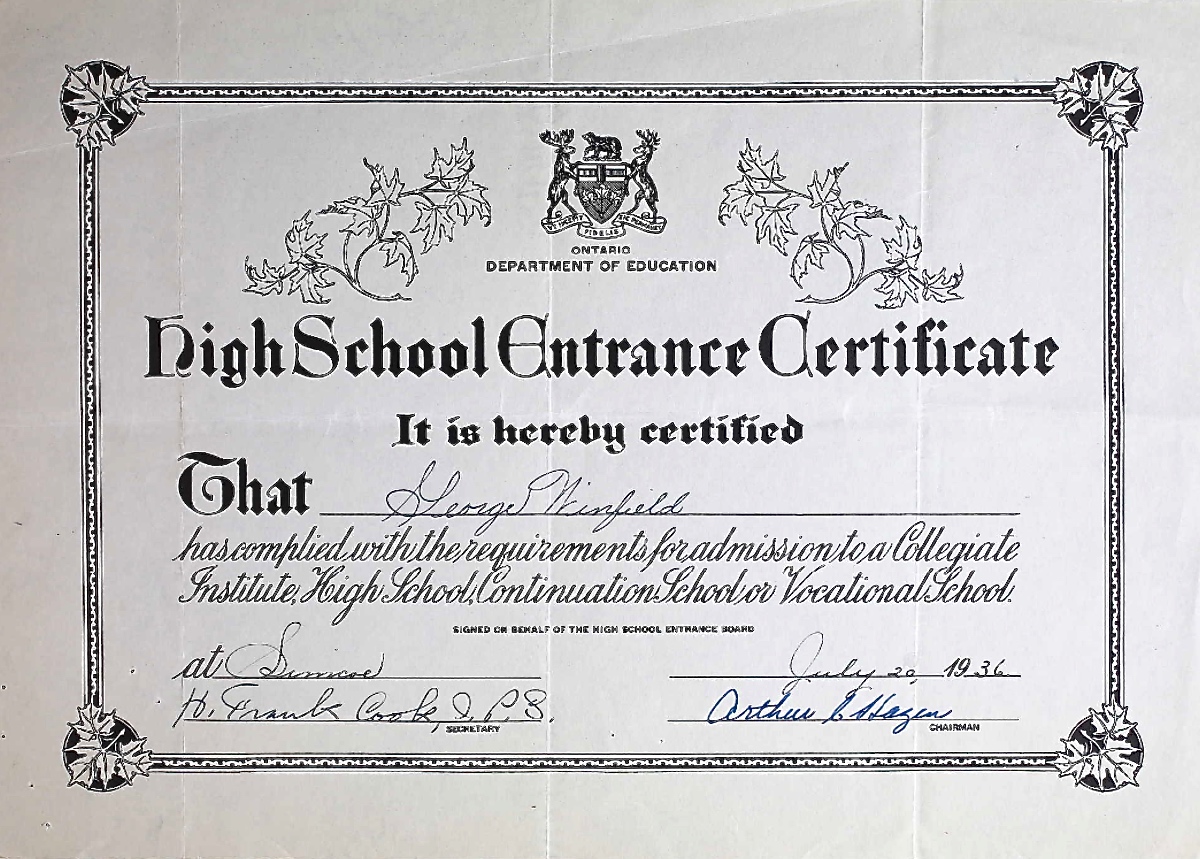 ONTARIO
DEPARTMENT OF EDUCATION
High School Entrance Certificate
It is hereby certified
That George Winfield
has complied with the requirements for admission to a Collegiate
Institute, High School, Continuation School or Vocational School.
SIGNED ON BEHALF OF THE HIGH SCHOOL ENTRANCE BOARD
at Simcoe July 20, 1936
H. Frank Cook, I. P. S. Arthur Hagen
SECRETARY CHAIRMAN